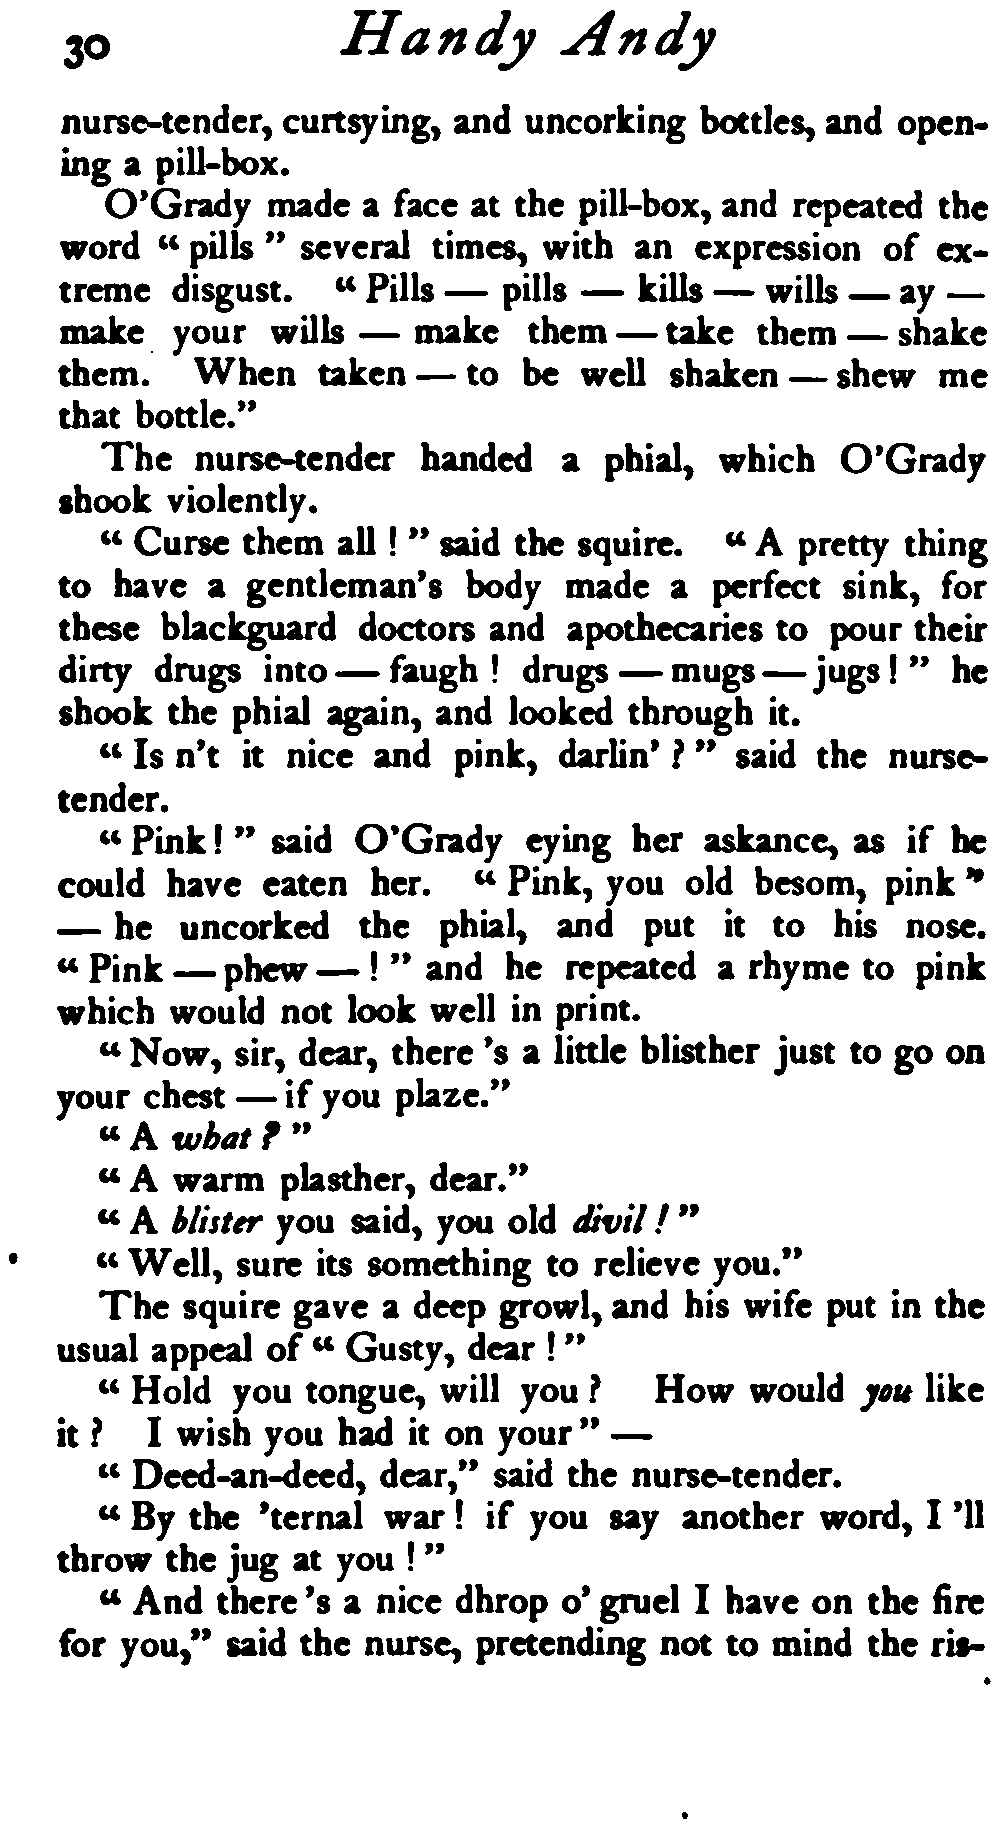 30 Handy Andy
nurse-tender, curtsying, and uncorking bottles, and open-
ing a pill-box.
O'Grady made a face at the pill-box, and repeated the
word “ pills ” several times, with an expression of ex-
treme disgust. “ Pills — pills — kills — wills — ay —
make your wills — make them — take them — shake
them. When taken — to be well shaken — shew me
that bottle.”
The nurse-tender handed a phial, which O'Grady
shook violently.
“ Curse them all ! ” said the squire. “ A pretty thing
to have a gentleman's body made a perfect sink, for
these blackguard doctors and apothecaries to pour their
dirty drugs into — faugh ! drugs — mugs — jugs ! ” he
shook the phial again, and looked through it.
“ Is n't it nice and pink, darlin' ? ” said the nurse-
tender.
“ Pink ! ” said O'Grady eying her askance, as if he
could have eaten her. “ Pink, you old besom, pink ”
— he uncorked the phial, and put it to his nose.
“ Pink — phew — ! ” and he repeated a rhyme to pink
which would not look well in print.
“ Now, sir, dear, there 's a little blisther just to go on
your chest — if you plaze.”
“ A what ? ”
“ A warm plasther, dear.”
“ A blister you said, you old divil ! ”
“ Well, sure its something to relieve you.”
The squire gave a deep growl, and his wife put in the
usual appeal of “ Gusty, dear ! ”
“ Hold you tongue, will you ? How would you like
it ? I wish you had it on your ” —
“ Deed-an-deed, dear,” said the nurse-tender.
“ By the 'ternal war ! if you say another word, I 'll
throw the jug at you ! ”
“ And there 's a nice dhrop o' gruel I have on the fire
for you,” said the nurse, pretending not to mind the ris-